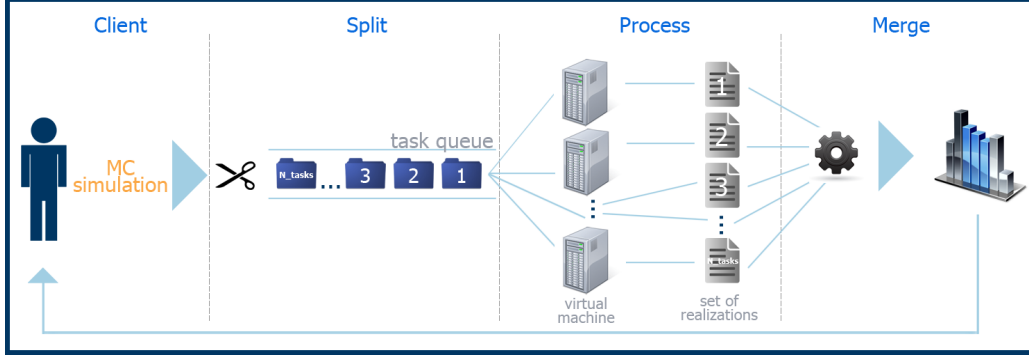 Client
Split
Process
Merge
MC
simulation
task queue
N_tasks
...
3
2
1
1
2
3
N_tasks
virtual
machine
set of
realizations